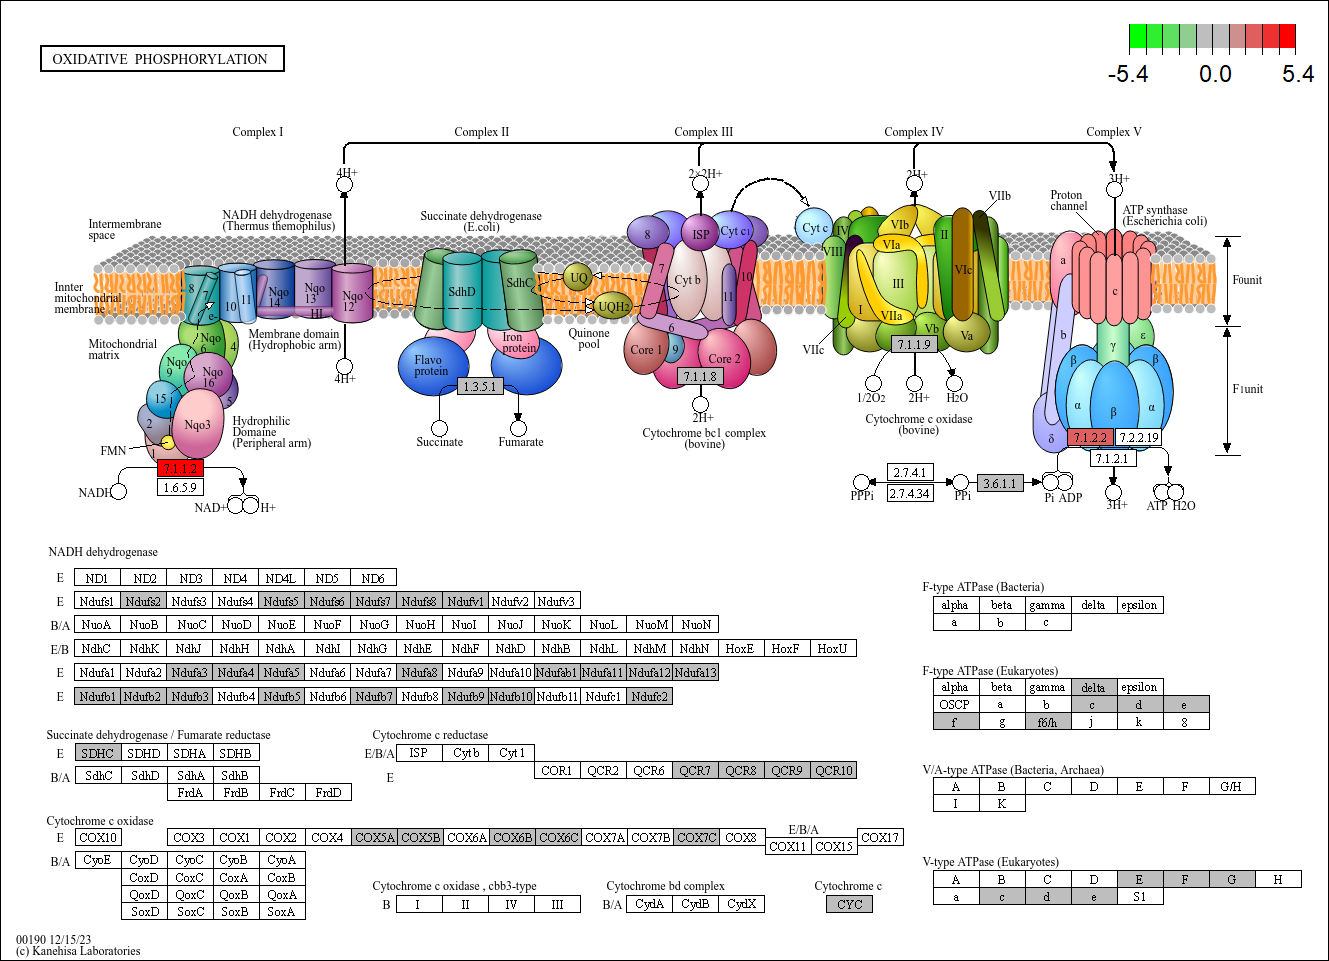 OXIDATIVE PHOSPHORYLATION
-5.4 0.0 5.4
Complex I Complex II Complex III Complex IV Complex V
4H+ 2×2H+ 2H+ 3H+
Intermembrane
space
NADH dehydrogenase
(Thermus themophilus)
Succinate dehydrogenase
(E.coli)
8 ISP Cyt c1 Cyt c
IV VIb VIIb
Proton
channel
ATP synthase
(Escherichia coli)
VIII VIa II VIc
Innter
mitochondrial
membrane
8 7 e- 10 11 Nqo 14 Nqo 13 HI Nqo 12
SdhD SdhC UQ UQH2
7 Cyt b 10 11 6
III I VIIa Vb Va VIIc
a c b γ ε
Founit
Mitochondrial
matrix
Nqo 6 4 Nqo 9 Nqo 16 15 5 2 Nqo3
Membrane domain
(Hydrophobic arm)
4H+
Flavo
protein
Iron
protein
Quinone
pool
Core 1 9 Core 2
7.1.1.8
7.1.1.9
1.3.5.1
β β α β α δ
F1unit
1/2O2 2H+ H2O
2H+
Cytochrome bc1 complex
(bovine)
Cytochrome c oxidase
(bovine)
Hydrophilic
Domaine
(Peripheral arm)
Succinate Fumarate
FMN
7.1.1.2
1.6.5.9
NADH NAD+ H+
7.1.2.2 7.2.2.19
7.1.2.1
2.7.4.1
2.7.4.34
3.6.1.1
PPPi PPi Pi ADP 3H+ ATP H2O
NADH dehydrogenase
E ND1 ND2 ND3 ND4 ND4L ND5 ND6
E Ndufs1 Ndufs2 Ndufs3 Ndufs4 Ndufs5 Ndufs6 Ndufs7 Ndufs8 Ndufv1 Ndufv2 Ndufv3
B/A NuoA NuoB NuoC NuoD NuoE NuoF NuoG NuoH NuoI NuoJ NuoK NuoL NuoM NuoN
E/B NdhC NdhK NdhJ NdhH NdhA NdhI NdhG NdhE NdhF NdhD NdhB NdhL NdhM NdhN HoxE HoxF HoxU
E Ndufa1 Ndufa2 Ndufa3 Ndufa4 Ndufa5 Ndufa6 Ndufa7 Ndufa8 Ndufa9 Ndufa10 Ndufab1 Ndufa11 Ndufa12 Ndufa13
E Ndufb1 Ndufb2 Ndufb3 Ndufb4 Ndufb5 Ndufb6 Ndufb7 Ndufb8 Ndufb9 Ndufb10 Ndufb11 Ndufc1 Ndufc2
Succinate dehydrogenase / Fumarate reductase
E SDHC SDHD SDHA SDHB
B/A SdhC SdhD SdhA SdhB
FrdA FrdB FrdC FrdD
Cytochrome c reductase
E/B/A ISP Cyt b Cyt 1
E COR1 QCR2 QCR6 QCR7 QCR8 QCR9 QCR10
Cytochrome c oxidase
E COX10 COX3 COX1 COX2 COX4 COX5A COX5B COX6A COX6B COX6C COX7A COX7B COX7C COX8 COX17
E/B/A
COX11 COX15
B/A CyoE CyoD CyoC CyoB CyoA
CoxD CoxC CoxA CoxB
QoxD QoxC QoxB QoxA
SoxD SoxC SoxB SoxA
Cytochrome c oxidase , cbb3-type
B I II IV III
Cytochrome bd complex
B/A CydA CydB CydX
Cytochrome c
CYC
F-type ATPase (Bacteria)
alpha beta gamma delta epsilon
a b c
F-type ATPase (Eukaryotes)
alpha beta gamma delta epsilon
OSCP a b c d e
f g f6/h j k 8
V/A-type ATPase (Bacteria, Archaea)
A B C D E F G/H
I K
V-type ATPase (Eukaryotes)
A B C D E F G H
a c d e S1
00190 12/15/23
(c) Kanehisa Laboratories